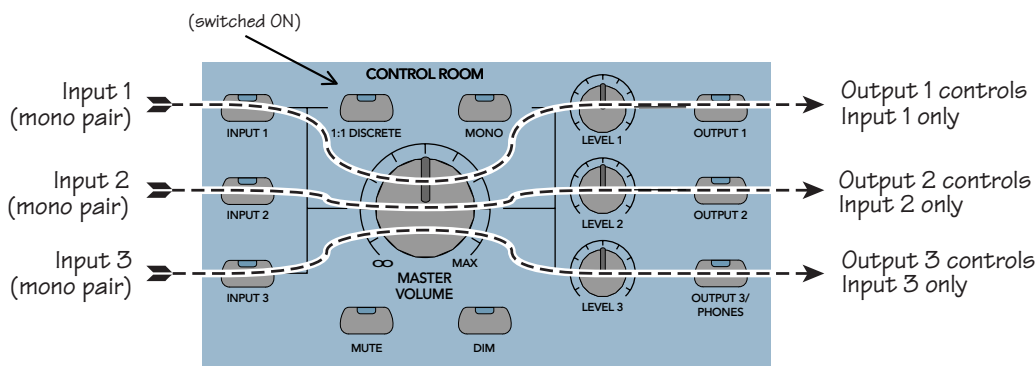 (switched ON)
CONTROL ROOM
Input 1
(mono pair)
INPUT 1
1:1 DISCRETE
MONO
LEVEL 1
OUTPUT 1
Output 1 controls
Input 1 only
Input 2
(mono pair)
INPUT 2
LEVEL 2
OUTPUT 2
Output 2 controls
Input 2 only
Input 3
(mono pair)
INPUT 3
∞
MAX
MASTER
VOLUME
LEVEL 3
OUTPUT 3/
PHONES
Output 3 controls
Input 3 only
MUTE
DIM